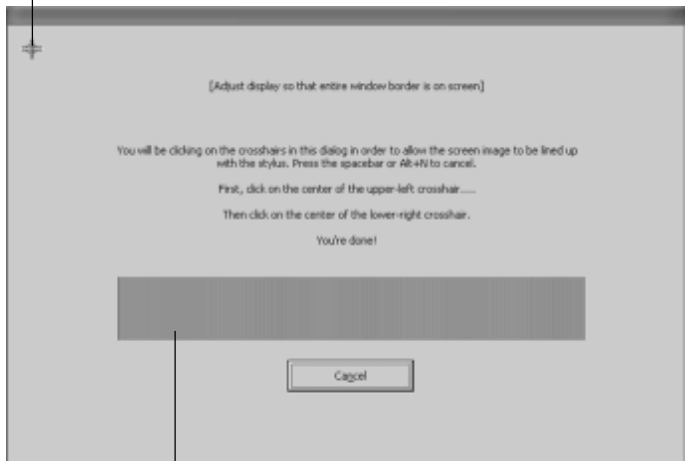 [Adjust display so that entire window border is on screen]
You will be clicking on the crosshairs in this dialog in order to allow the screen image to be lined up
with the stylus. Press the spacebar or Alt+N to cancel.
First, click on the center of the upper-left crosshair.....
Then click on the center of the lower-right crosshair.
You're done!
Cancel